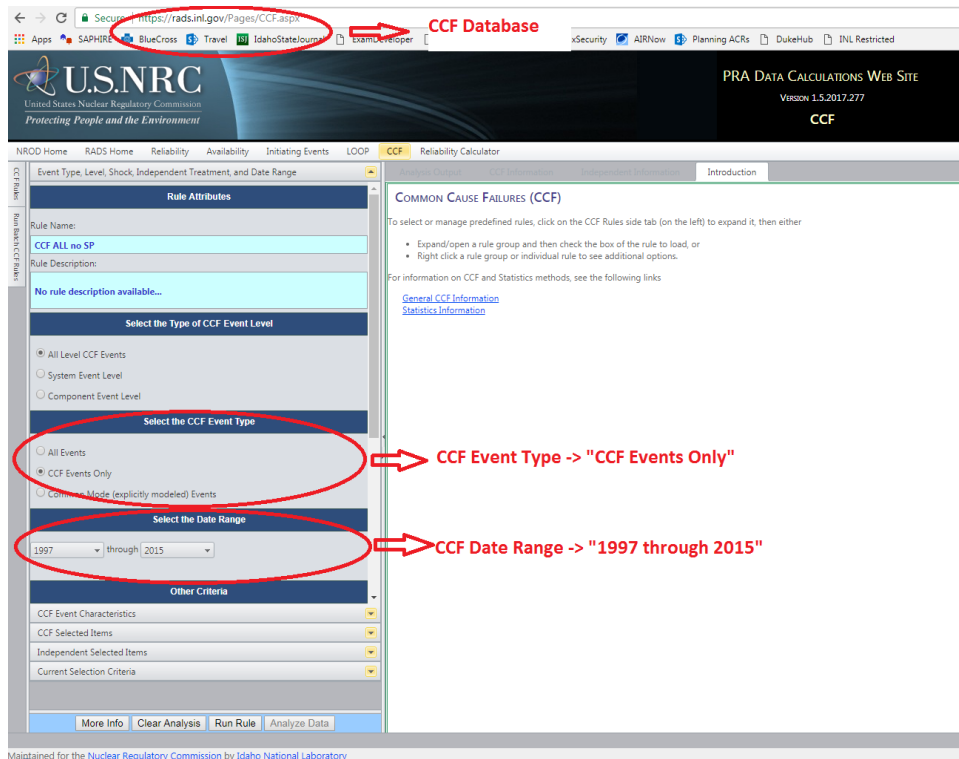 Secure | https://rads.inl.gov/Pages/CCF.aspx
CCF Database
Apps SAPHIRE BlueCross Travel IdahoStateJournal ExamDeveloper xSecurity AIRNow Planning ACRs DukeHub INL Restricted
U.S.NRC
United States Nuclear Regulatory Commission
Protecting People and the Environment
PRA DATA CALCULATIONS WEB SITE
VERSION 1.5.2017.277
CCF
NROD Home RADS Home Reliability Availability Initiating Events LOOP CCF Reliability Calculator
CCF Rules
Run Batch CCF Rules
Event Type, Level, Shock, Independent Treatment, and Date Range
Rule Attributes
Rule Name:
CCF ALL no SP
Rule Description:
No rule description available...
Select the Type of CCF Event Level
All Level CCF Events
System Event Level
Component Event Level
Select the CCF Event Type
All Events
CCF Events Only
Common Mode (explicitly modeled) Events
Select the Date Range
1997 through 2015
Other Criteria
CCF Event Characteristics
CCF Selected Items
Independent Selected Items
Current Selection Criteria
More Info Clear Analysis Run Rule Analyze Data
Analysis Output CCF Information Independent Information Introduction
COMMON CAUSE FAILURES (CCF)
To select or manage predefined rules, click on the CCF Rules side tab (on the left) to expand it, then either
Expand/open a rule group and then check the box of the rule to load, or
Right click a rule group or individual rule to see additional options.
For information on CCF and Statistics methods, see the following links
General CCF Information
Statistics Information
CCF Event Type -> "CCF Events Only"
CCF Date Range -> "1997 through 2015"
Maintained for the Nuclear Regulatory Commission by Idaho National Laboratory